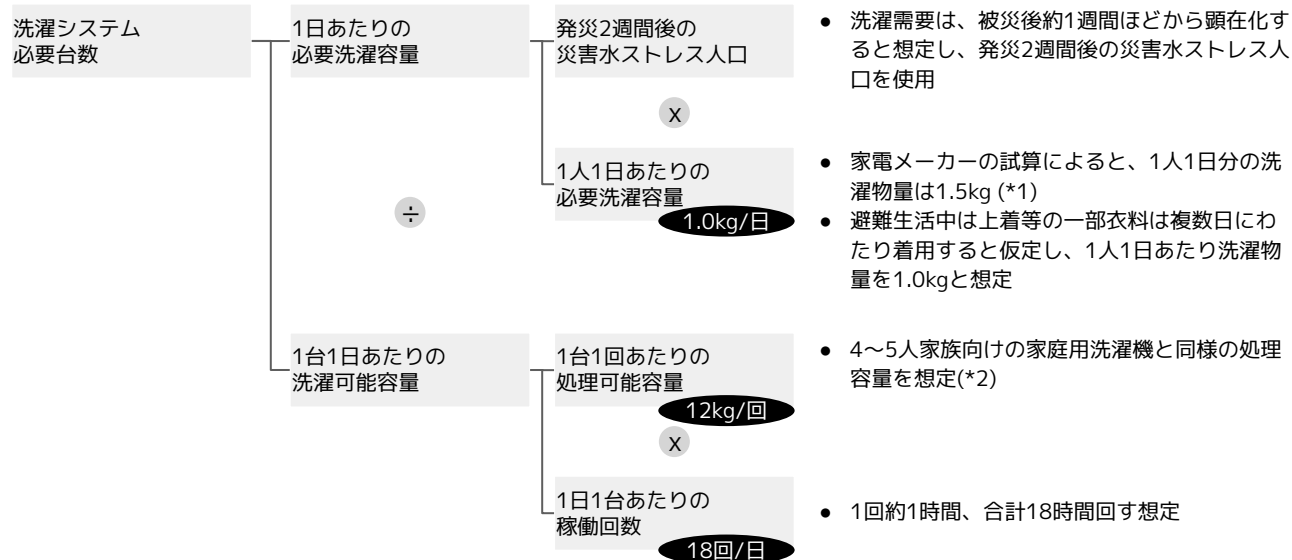 洗濯システム
必要台数
1日あたりの
必要洗濯容量
発災2週間後の
災害水ストレス人口
● 洗濯需要は、被災後約1週間ほどから顕在化す
ると想定し、発災2週間後の災害水ストレス人
口を使用
x
1人1日あたりの
必要洗濯容量
1.0kg/日
● 家電メーカーの試算によると、1人1日分の洗
濯物量は1.5kg (*1)
● 避難生活中は上着等の一部衣料は複数日にわ
たり着用すると仮定し、1人1日あたり洗濯物
量を1.0kgと想定
÷
1台1日あたりの
洗濯可能容量
1台1回あたりの
処理可能容量
12kg/回
● 4〜5人家族向けの家庭用洗濯機と同様の処理
容量を想定(*2)
x
1日1台あたりの
稼働回数
18回/日
● 1回約1時間、合計18時間回す想定